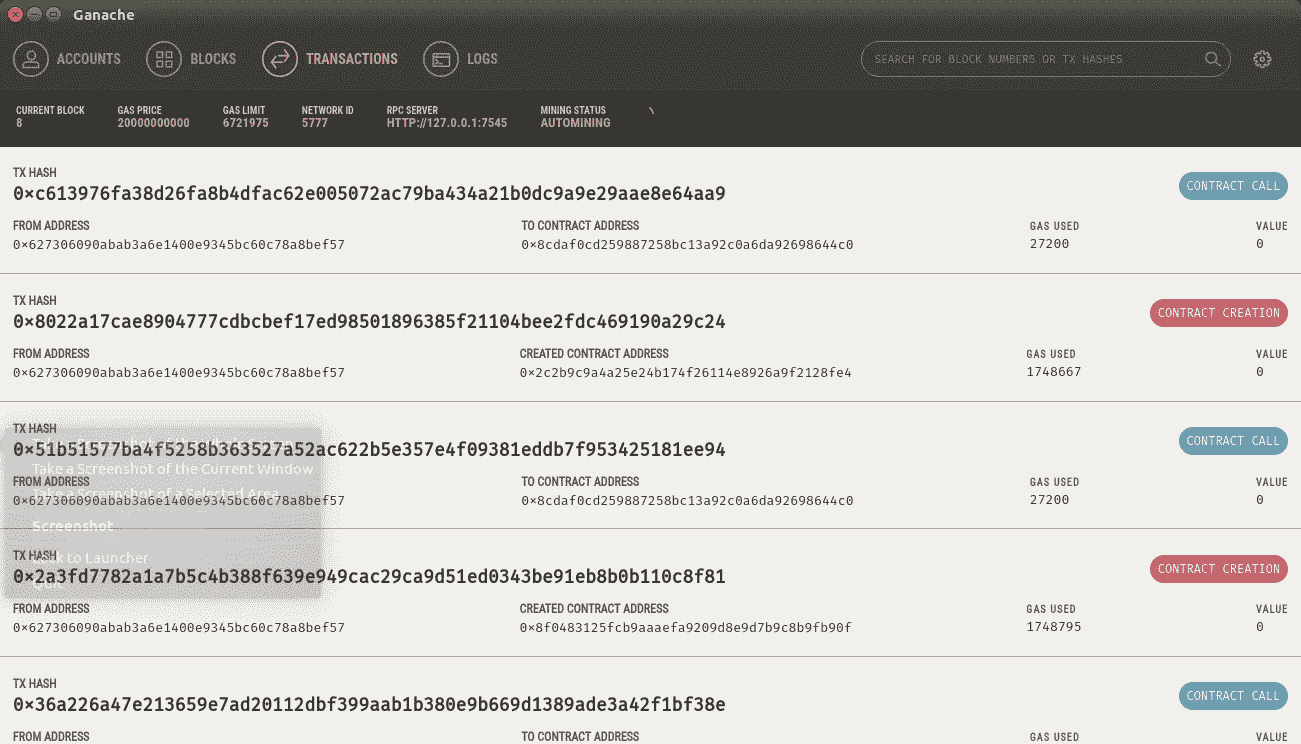 Ganache
ACCOUNTS BLOCKS TRANSACTIONS LOGS SEARCH FOR BLOCK NUMBERS OR TX HASHES
CURRENT BLOCK GAS PRICE GAS LIMIT NETWORK ID RPC SERVER MINING STATUS
8 20000000000 6721975 5777 HTTP://127.0.0.1:7545 AUTOMINING
TX HASH
0×c613976fa38d26fa8b4dfac62e005072ac79ba434a21b0dc9a9e29aae8e64aa9 CONTRACT CALL
FROM ADDRESS TO CONTRACT ADDRESS GAS USED VALUE
0×627306090abab3a6e1400e9345bc60c78a8bef57 0×8cdaf0cd259887258bc13a92c0a6da92698644c0 27200 0
TX HASH
0×8022a17cae8904777cdbcbef17ed98501896385f21104bee2fdc469190a29c24 CONTRACT CREATION
FROM ADDRESS CREATED CONTRACT ADDRESS GAS USED VALUE
0×627306090abab3a6e1400e9345bc60c78a8bef57 0×2c2b9c9a4a25e24b174f26114e8926a9f2128fe4 1748667 0
TX HASH
0×51b51577ba4f5258b363527a52ac622b5e357e4f09381eddb7f953425181ee94 CONTRACT CALL
Take a Screenshot of the Current Window
FROM ADDRESS TO CONTRACT ADDRESS GAS USED VALUE
Take a Screenshot of a Selected Area
0×627306090abab3a6e1400e9345bc60c78a8bef57 0×8cdaf0cd259887258bc13a92c0a6da92698644c0 27200 0
Screenshot
TX HASH
Lock to Launcher
0×2a3fd7782a1a7b5c4b388f639e949cac29ca9d51ed0343be91eb8b0b110c8f81 CONTRACT CREATION
Quit
FROM ADDRESS CREATED CONTRACT ADDRESS GAS USED VALUE
0×627306090abab3a6e1400e9345bc60c78a8bef57 0×8f0483125fcb9aaaefa9209d8e9d7b9c8b9fb90f 1748795 0
TX HASH
0×36a226a47e213659e7ad20112dbf399aab1b380e9b669d1389ade3a42f1bf38e CONTRACT CALL
FROM ADDRESS TO CONTRACT ADDRESS GAS USED VALUE